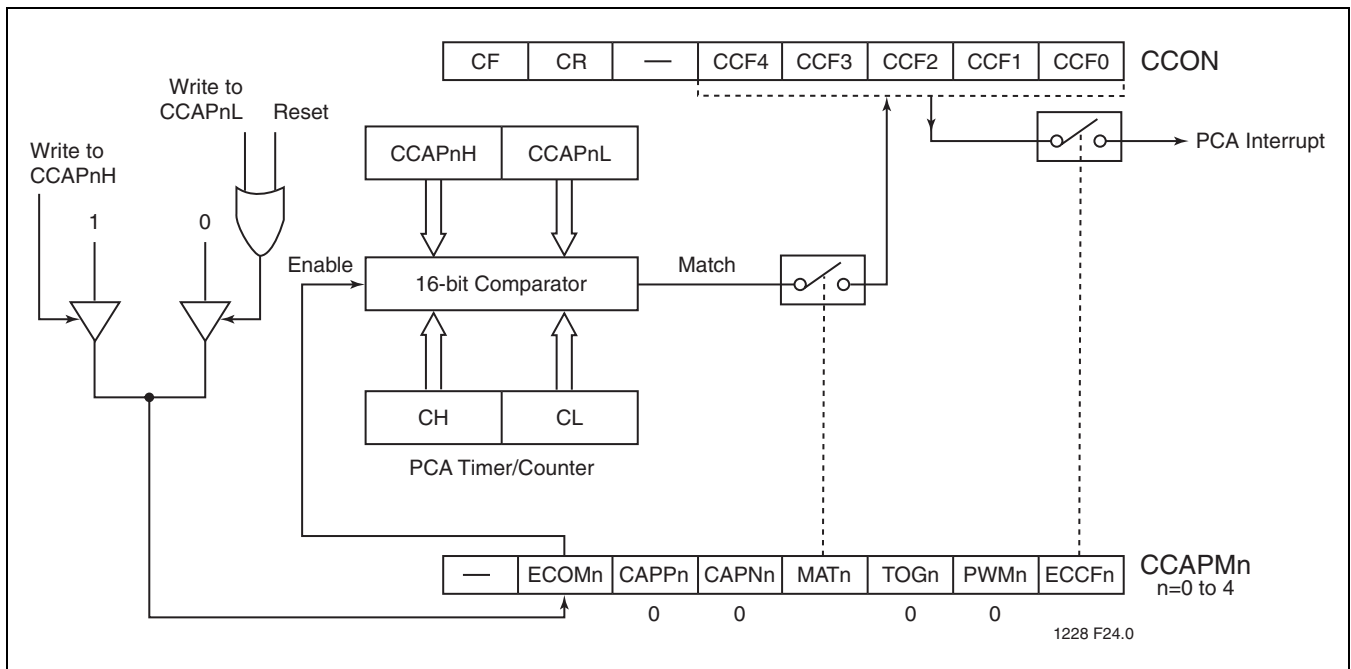 CF CR — CCF4 CCF3 CCF2 CCF1 CCF0 CCON
Write to
CCAPnL
Reset
Write to
CCAPnH
CCAPnH CCAPnL
PCA Interrupt
1 0
Enable
16-bit Comparator
Match
CH CL
PCA Timer/Counter
— ECOMn CAPPn CAPNn MATn TOGn PWMn ECCFn CCAPMn
n=0 to 4
0 0 0 0
1228 F24.0